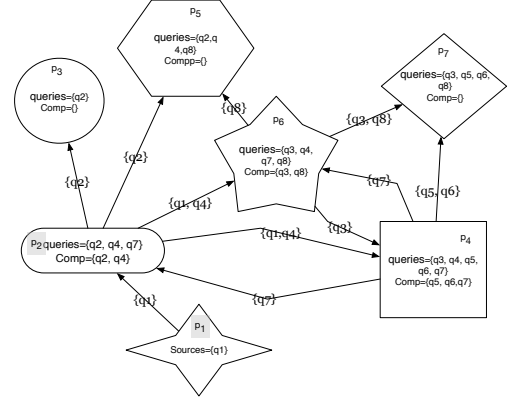 p5
queries={q2,q
4,q8}
Compp={}
p3
queries={q2}
Comp={}
p7
queries={q3, q5, q6,
q8}
Comp={}
{q8}
p6
queries={q3, q4,
q7, q8}
Comp={q3, q8}
{q3, q8}
{q2}
{q2}
{q7}
{q5, q6}
{q1, q4}
{q3}
{q1,q4}
p2 queries={q2, q4, q7}
Comp={q2, q4}
p4
queries={q3, q4, q5,
q6, q7}
Comp={q5, q6,q7}
{q7}
{q1}
p1
Sources={q1}